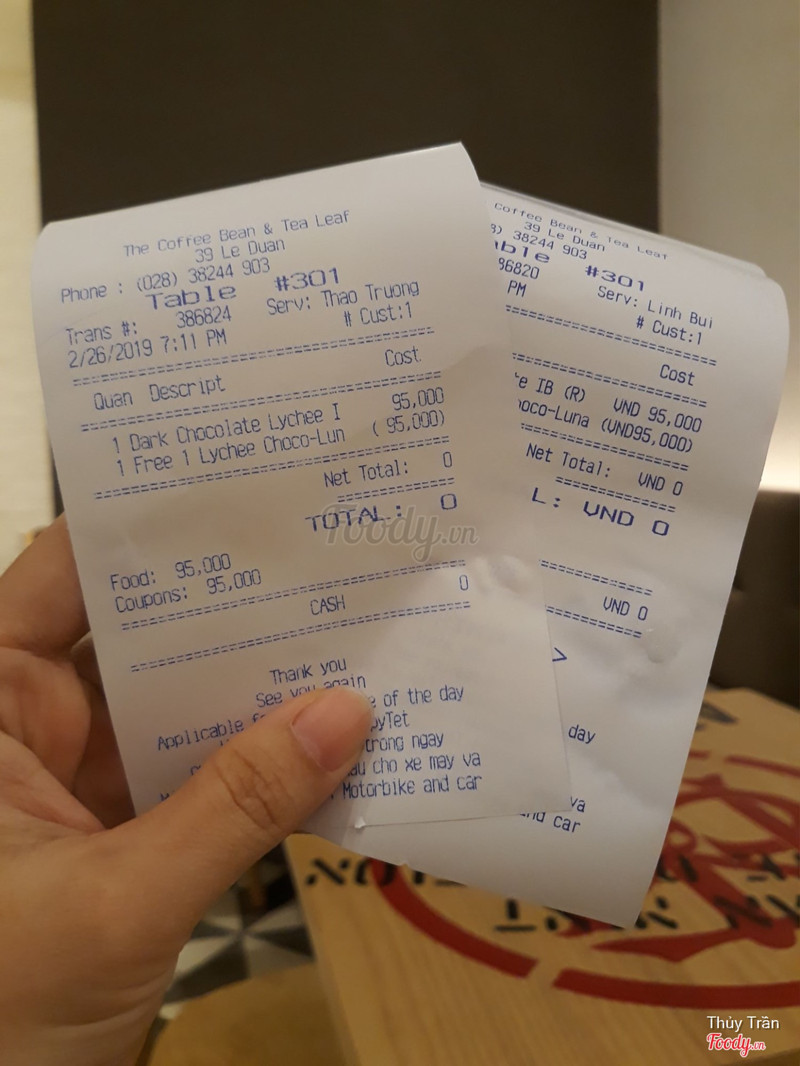 The Coffee Bean & Tea Leaf
39 Le Duan
Phone : (028) 38244 903
Table #301
Trans #: 386824 Serv: Thao Truong
2/26/2019 7:11 PM # Cust:1
Quan Descript Cost
1 Dark Chocolate Lychee I 95,000
1 Free 1 Lychee Choco-Lun ( 95,000)
Net Total: 0
TOTAL: 0
Food: 95,000
Coupons: 95,000
CASH 0
Thank you
See you again
Applicable of the day
trong ngay
cho xe may va
Motorbike and car
Coffee Bean & Tea Leaf
39 Le Duan
38244 903
#301
86820 Serv: Linh Bui
PM # Cust:1
Cost
IB (R) VND 95,000
hoco-Luna (VND95,000)
Net Total: VND 0
L: VND 0
VND 0
>
day
va
car
Foody.vn
Thủy Trần
Foody.vn